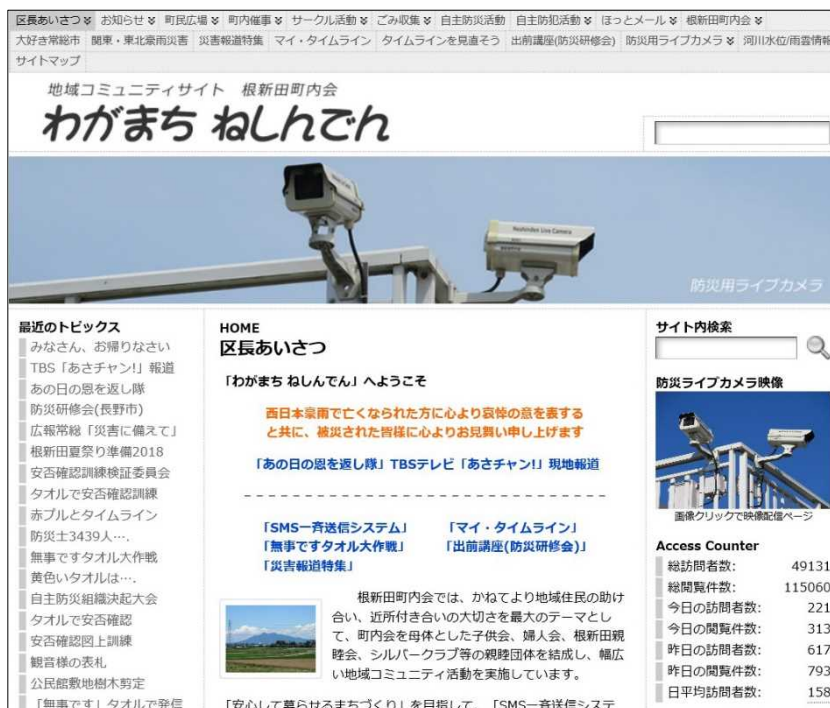 区長あいさつ お知らせ 町民広場 町内催事 サークル活動 ごみ収集 自主防災活動 自主防犯活動 ほっとメール 根新田町内会
大好き常総市 関東・東北豪雨災害 災害報道特集 マイ・タイムライン タイムラインを見直そう 出前講座(防災研修会) 防災用ライブカメラ 河川水位/雨雲情報
サイトマップ
地域コミュニティサイト 根新田町内会
わがまち ねしんでん
Neshinden Live Camera
防災用ライブカメラ
最近のトピックス
みなさん、お帰りなさい
TBS「あさチャン!」報道
あの日の恩を返し隊
防災研修会(長野市)
広報常総「災害に備えて」
根新田夏祭り準備2018
安否確認訓練検証委員会
タオルで安否確認訓練
赤プルとタイムライン
防災士3439人….
無事ですタオル大作戦
黄色いタオルは….
自主防災組織決起大会
タオルで安否確認
安否確認図上訓練
観音様の表札
公民館敷地樹木剪定
「無事です」タオルで発信
HOME
区長あいさつ
「わがまち ねしんでん」へようこそ
西日本豪雨で亡くなられた方に心より哀悼の意を表する
と共に、被災された皆様に心よりお見舞い申し上げます
「あの日の恩を返し隊」TBSテレビ「あさチャン!」現地報道
「SMS一斉送信システム」 「マイ・タイムライン」
「無事ですタオル大作戦」 「出前講座(防災研修会)」
「災害報道特集」
根新田町内会では、かねてより地域住民の助け
合い、近所付き合いの大切さを最大のテーマとし
て、町内会を母体とした子供会、婦人会、根新田親
睦会、シルバークラブ等の親睦団体を結成し、幅広
い地域コミュニティ活動を実施しています。
「安心して暮らせるまちづくり」を目指して、「SMS一斉送信システ
サイト内検索
防災ライブカメラ映像
画像クリックで映像配信ページ
Access Counter
総訪問者数: 49131
総閲覧件数: 115060
今日の訪問者数: 221
今日の閲覧件数: 313
昨日の訪問者数: 617
昨日の閲覧件数: 793
日平均訪問者数: 158